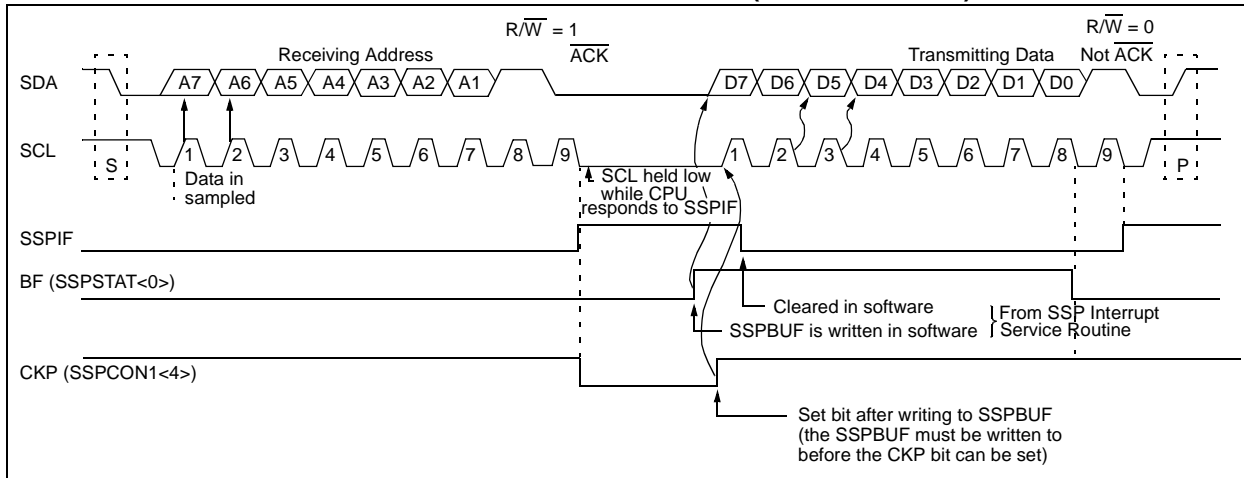 R/W = 1
R/W = 0
Receiving Address
ACK
Transmitting Data
Not ACK
SDA
A7 A6 A5 A4 A3 A2 A1
D7 D6 D5 D4 D3 D2 D1 D0
SCL
S
1 2 3 4 5 6 7 8 9
1 2 3 4 5 6 7 8 9
P
Data in
sampled
SCL held low
while CPU
responds to SSPIF
SSPIF
BF (SSPSTAT<0>)
Cleared in software
SSPBUF is written in software
From SSP Interrupt
Service Routine
CKP (SSPCON1<4>)
Set bit after writing to SSPBUF
(the SSPBUF must be written to
before the CKP bit can be set)